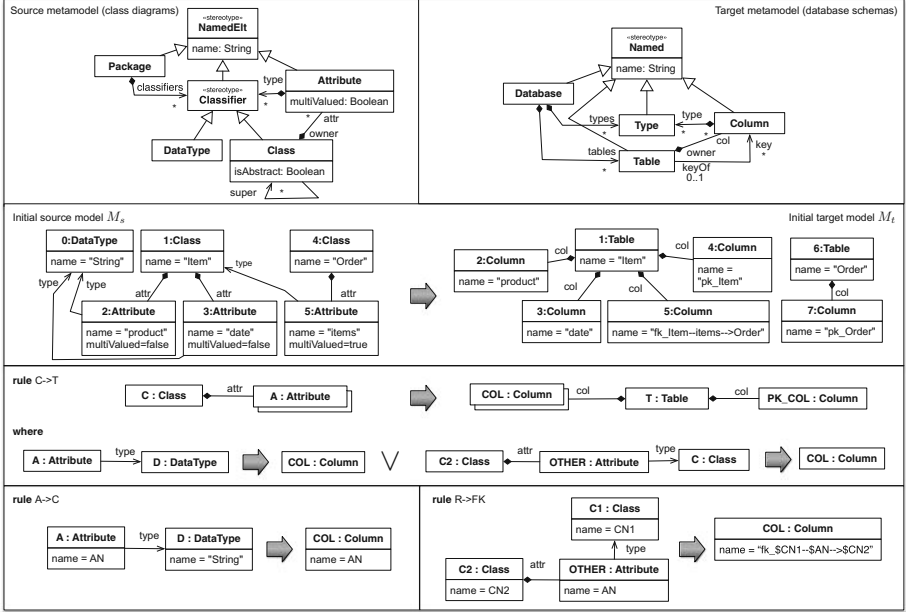 Source metamodel (class diagrams)
Target metamodel (database schemas)
«stereotype»
NamedElt
name: String
Package
Attribute
multiValued: Boolean
classifiers
*
«stereotype»
Classifier
type
*
*
attr
owner
DataType
Class
isAbstract: Boolean
super
*
«stereotype»
Named
name: String
Database
Type
Column
types
*
type
*
*
col
tables
*
Table
owner
keyOf
0..1
key
*
Initial source model Ms
Initial target model Mt
0:DataType
name = "String"
1:Class
name = "Item"
4:Class
name = "Order"
type
type
type
attr
attr
attr
2:Attribute
name = "product"
multiValued=false
3:Attribute
name = "date"
multiValued=false
5:Attribute
name = "items"
multiValued=true
1:Table
name = "Item"
2:Column
name = "product"
col
col
4:Column
name =
"pk_Item"
6:Table
name = "Order"
col
col
col
3:Column
name = "date"
5:Column
name = "fk_Item--items-->Order"
7:Column
name = "pk_Order"
rule C->T
C : Class
attr
A : Attribute
COL : Column
col
T : Table
col
PK_COL : Column
where
A : Attribute
type
D : DataType
COL : Column
V
C2 : Class
attr
OTHER : Attribute
type
C : Class
COL : Column
rule A->C
A : Attribute
name = AN
type
D : DataType
name = "String"
COL : Column
name = AN
rule R->FK
C1 : Class
name = CN1
type
C2 : Class
name = CN2
attr
OTHER : Attribute
name = AN
COL : Column
name = "fk_$CN1--$AN-->$CN2"